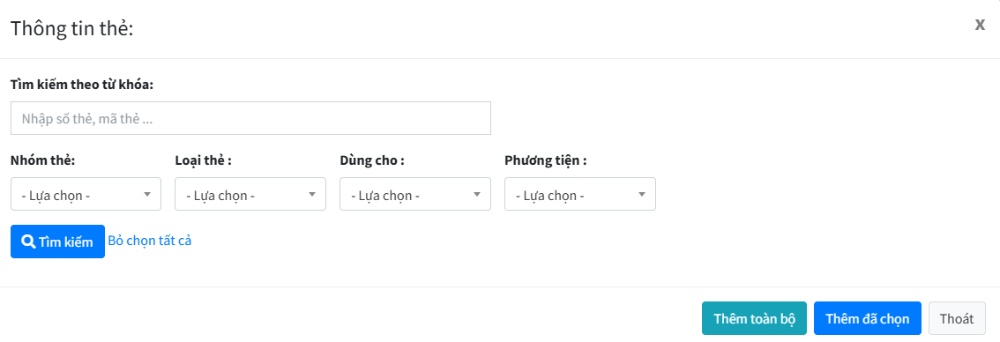 Thông tin thẻ:
x
Tìm kiếm theo từ khóa:
Nhập số thẻ, mã thẻ ...
Nhóm thẻ: Loại thẻ : Dùng cho : Phương tiện :
- Lựa chọn - - Lựa chọn - - Lựa chọn - - Lựa chọn -
Tìm kiếm Bỏ chọn tất cả
Thêm toàn bộ Thêm đã chọn Thoát